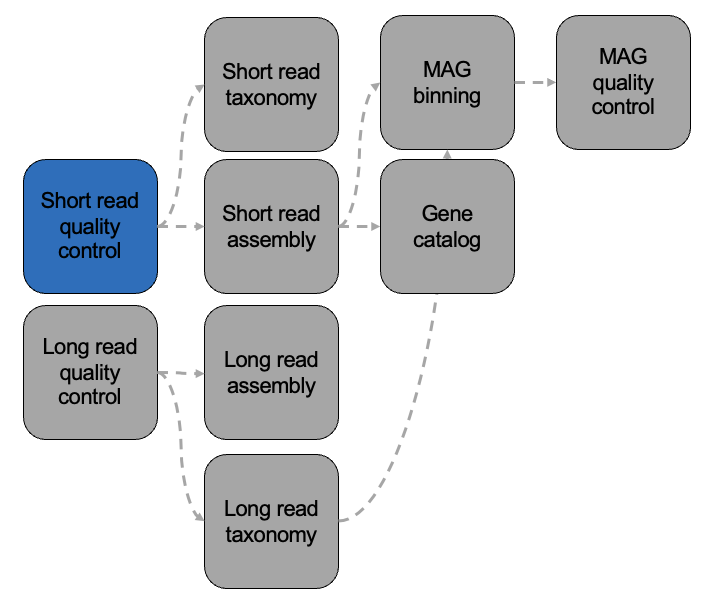 Short read
taxonomy
MAG
binning
MAG
quality
control
Short read
quality
control
Short read
assembly
Gene
catalog
Long read
quality
control
Long read
assembly
Long read
taxonomy